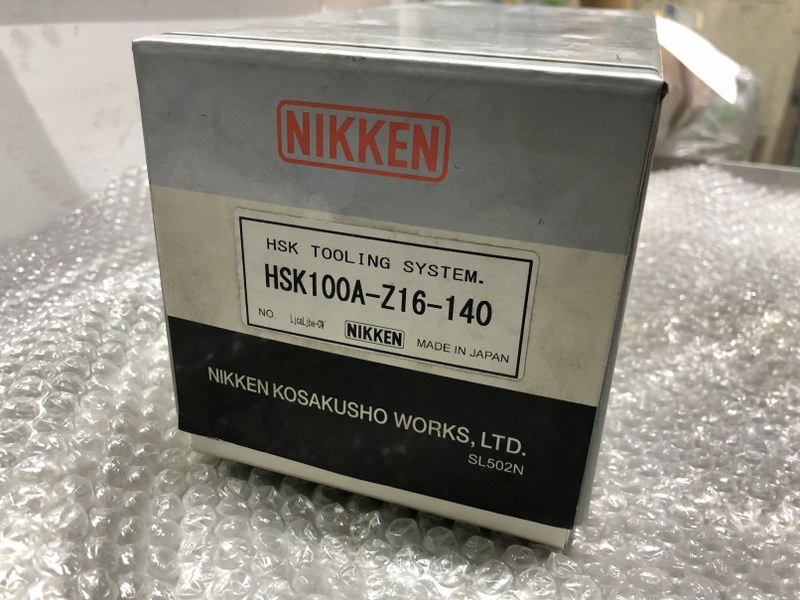 NIKKEN
HSK TOOLING SYSTEM.
HSK100A-Z16-140
NO. NIKKEN MADE IN JAPAN
NIKKEN KOSAKUSHO WORKS, LTD.
SL502N